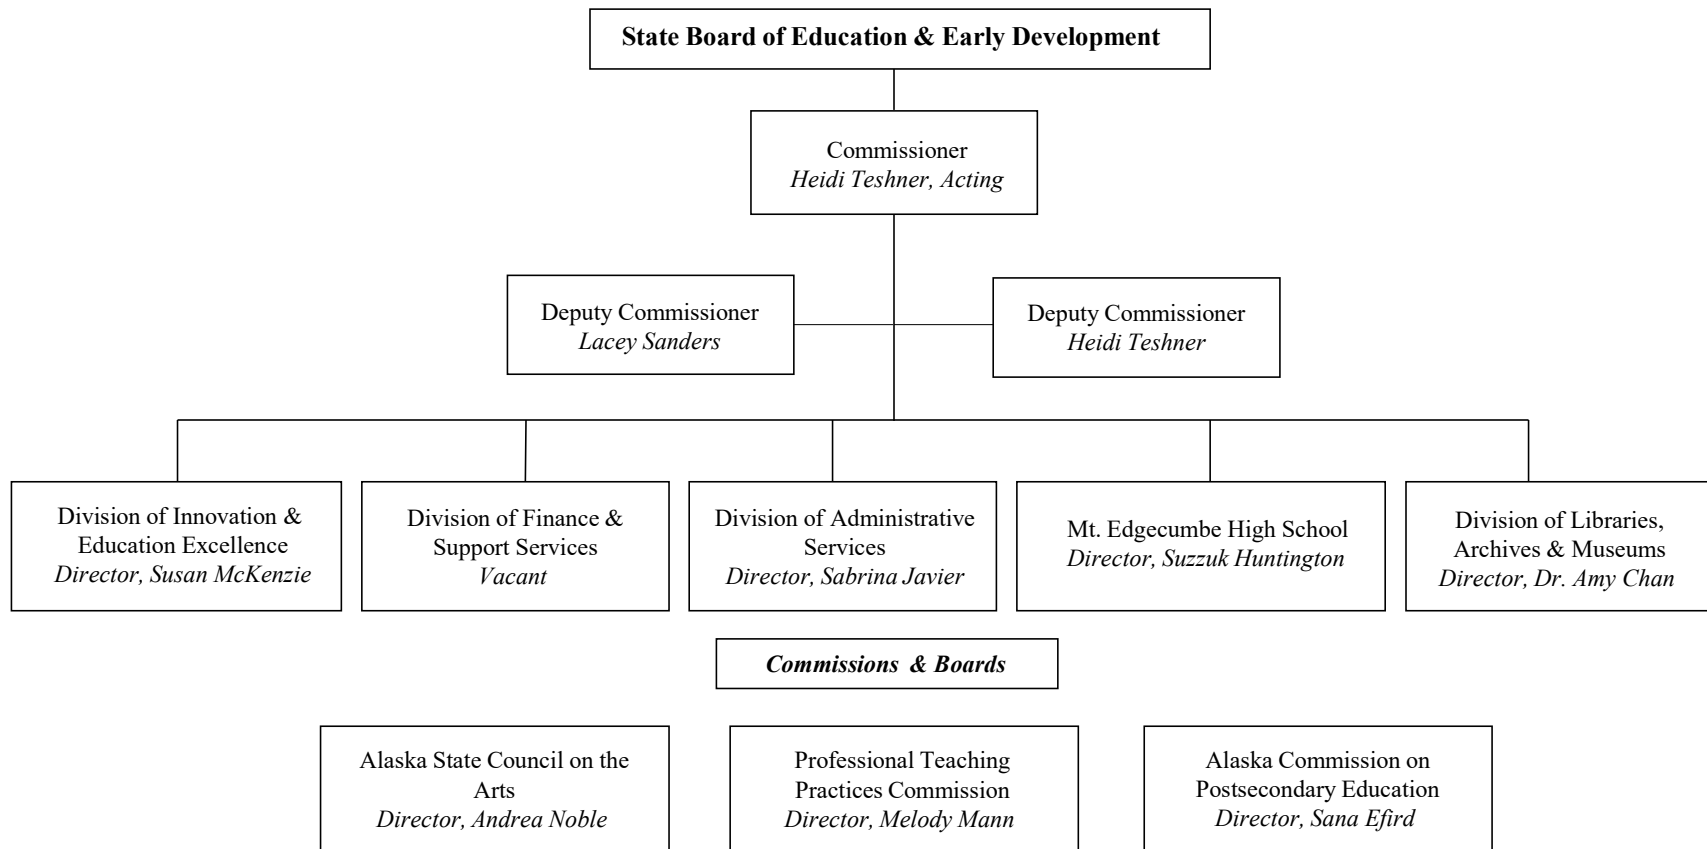 State Board of Education & Early Development
Commissioner
Heidi Teshner, Acting
Deputy Commissioner
Lacey Sanders
Deputy Commissioner
Heidi Teshner
Division of Innovation &
Education Excellence
Director, Susan McKenzie
Division of Finance &
Support Services
Vacant
Division of Administrative
Services
Director, Sabrina Javier
Mt. Edgecumbe High School
Director, Suzzuk Huntington
Division of Libraries,
Archives & Museums
Director, Dr. Amy Chan
Commissions & Boards
Alaska State Council on the
Arts
Director, Andrea Noble
Professional Teaching
Practices Commission
Director, Melody Mann
Alaska Commission on
Postsecondary Education
Director, Sana Efird